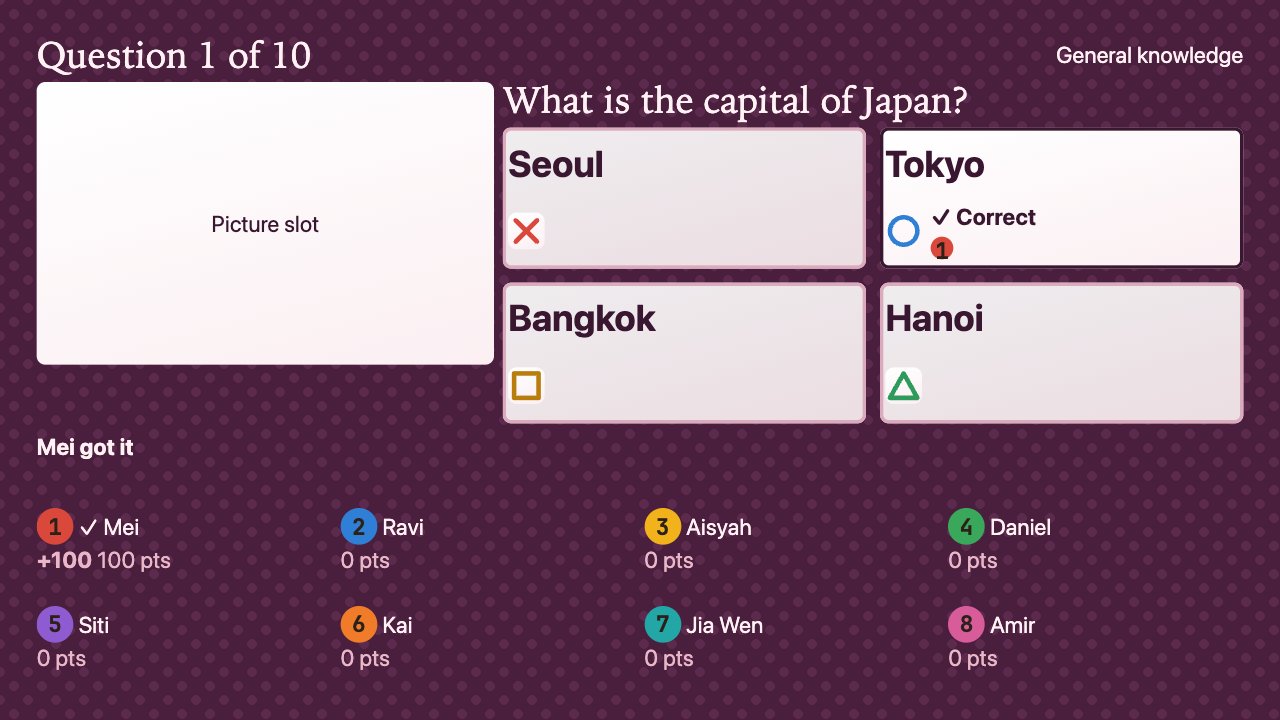 Question 1 of 10
General knowledge
What is the capital of Japan?
Picture slot
Seoul
Tokyo
✓ Correct
1
Bangkok
Hanoi
Mei got it
1 ✓ Mei
+100 100 pts
2 Ravi
0 pts
3 Aisyah
0 pts
4 Daniel
0 pts
5 Siti
0 pts
6 Kai
0 pts
7 Jia Wen
0 pts
8 Amir
0 pts